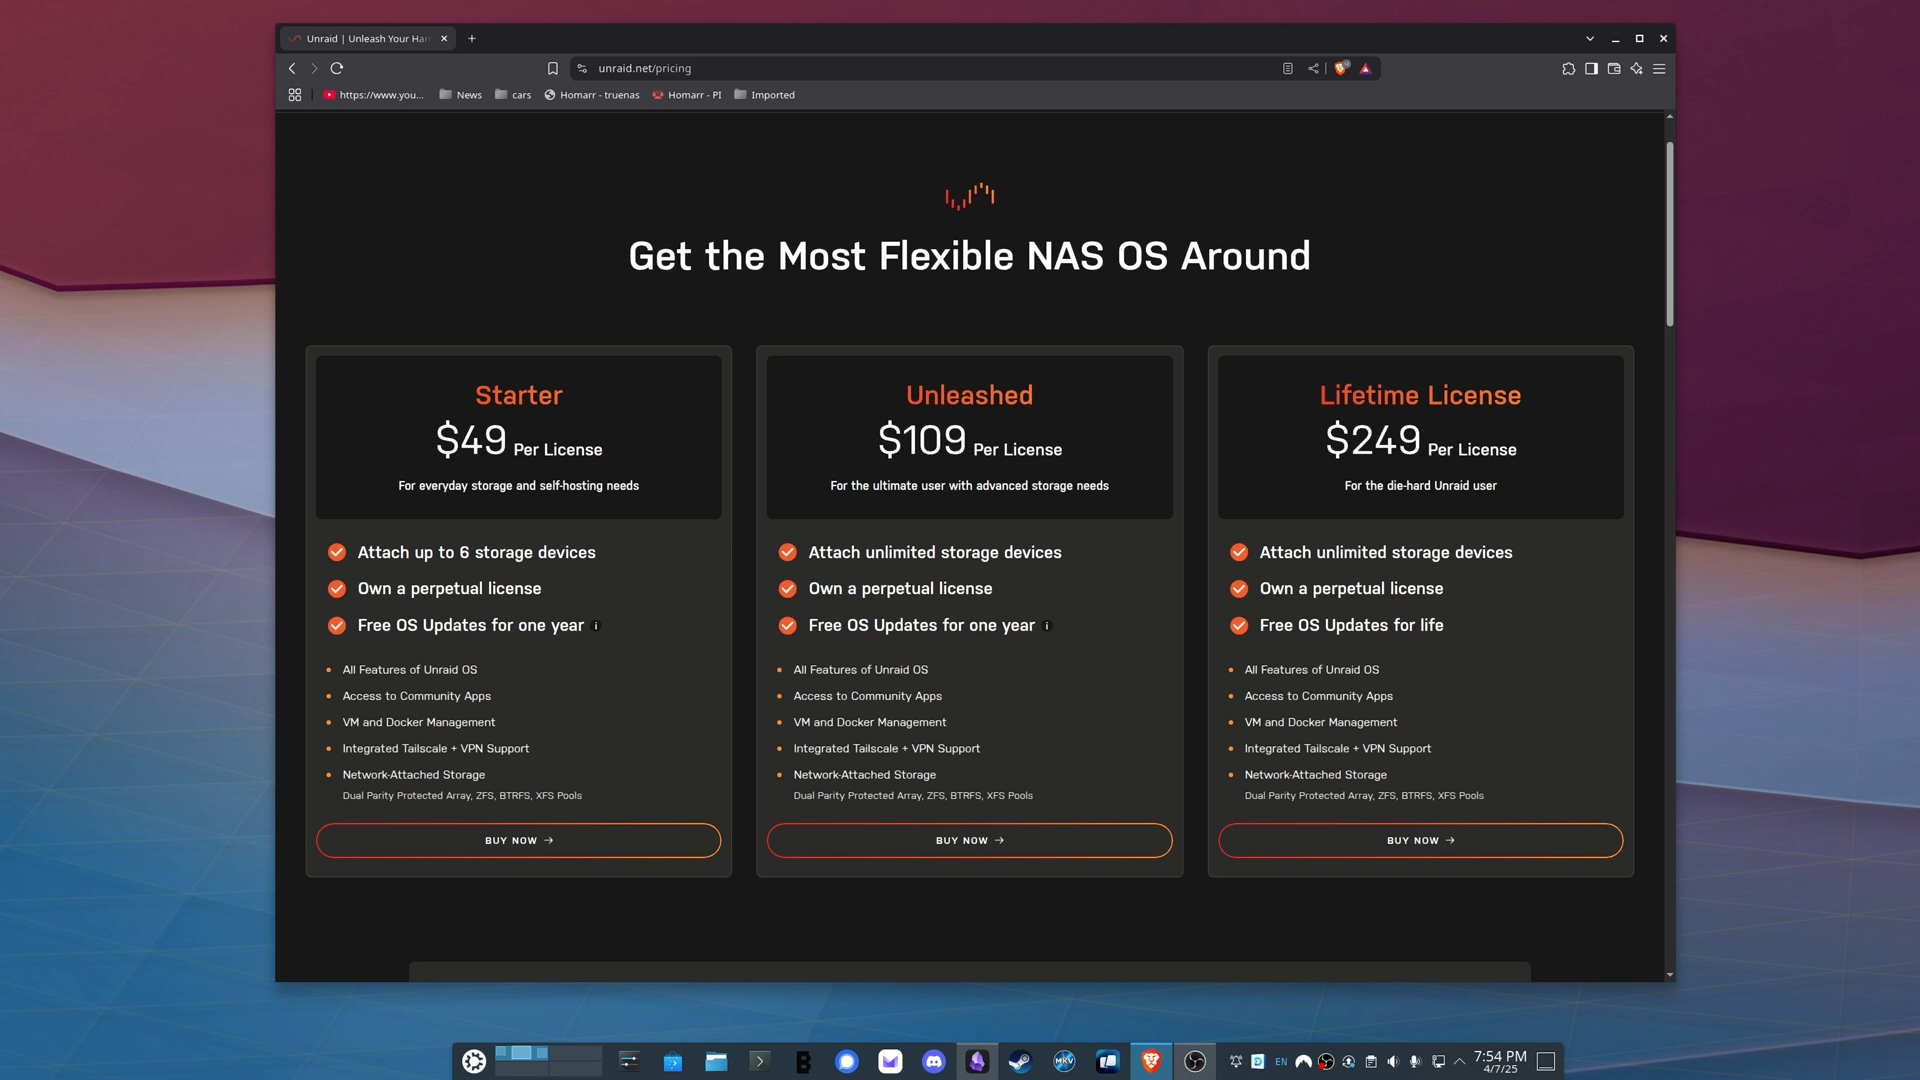 Unraid | Unleash Your Har
unraid.net/pricing
https://www.you...
News
cars
Homarr - truenas
Homarr - PI
Imported
Get the Most Flexible NAS OS Around
Starter
$49 Per License
For everyday storage and self-hosting needs
Attach up to 6 storage devices
Own a perpetual license
Free OS Updates for one year i
All Features of Unraid OS
Access to Community Apps
VM and Docker Management
Integrated Tailscale + VPN Support
Network-Attached Storage
Dual Parity Protected Array, ZFS, BTRFS, XFS Pools
BUY NOW →
Unleashed
$109 Per License
For the ultimate user with advanced storage needs
Attach unlimited storage devices
Own a perpetual license
Free OS Updates for one year i
All Features of Unraid OS
Access to Community Apps
VM and Docker Management
Integrated Tailscale + VPN Support
Network-Attached Storage
Dual Parity Protected Array, ZFS, BTRFS, XFS Pools
BUY NOW →
Lifetime License
$249 Per License
For the die-hard Unraid user
Attach unlimited storage devices
Own a perpetual license
Free OS Updates for life
All Features of Unraid OS
Access to Community Apps
VM and Docker Management
Integrated Tailscale + VPN Support
Network-Attached Storage
Dual Parity Protected Array, ZFS, BTRFS, XFS Pools
BUY NOW →
MKV
EN
7:54 PM
4/7/25